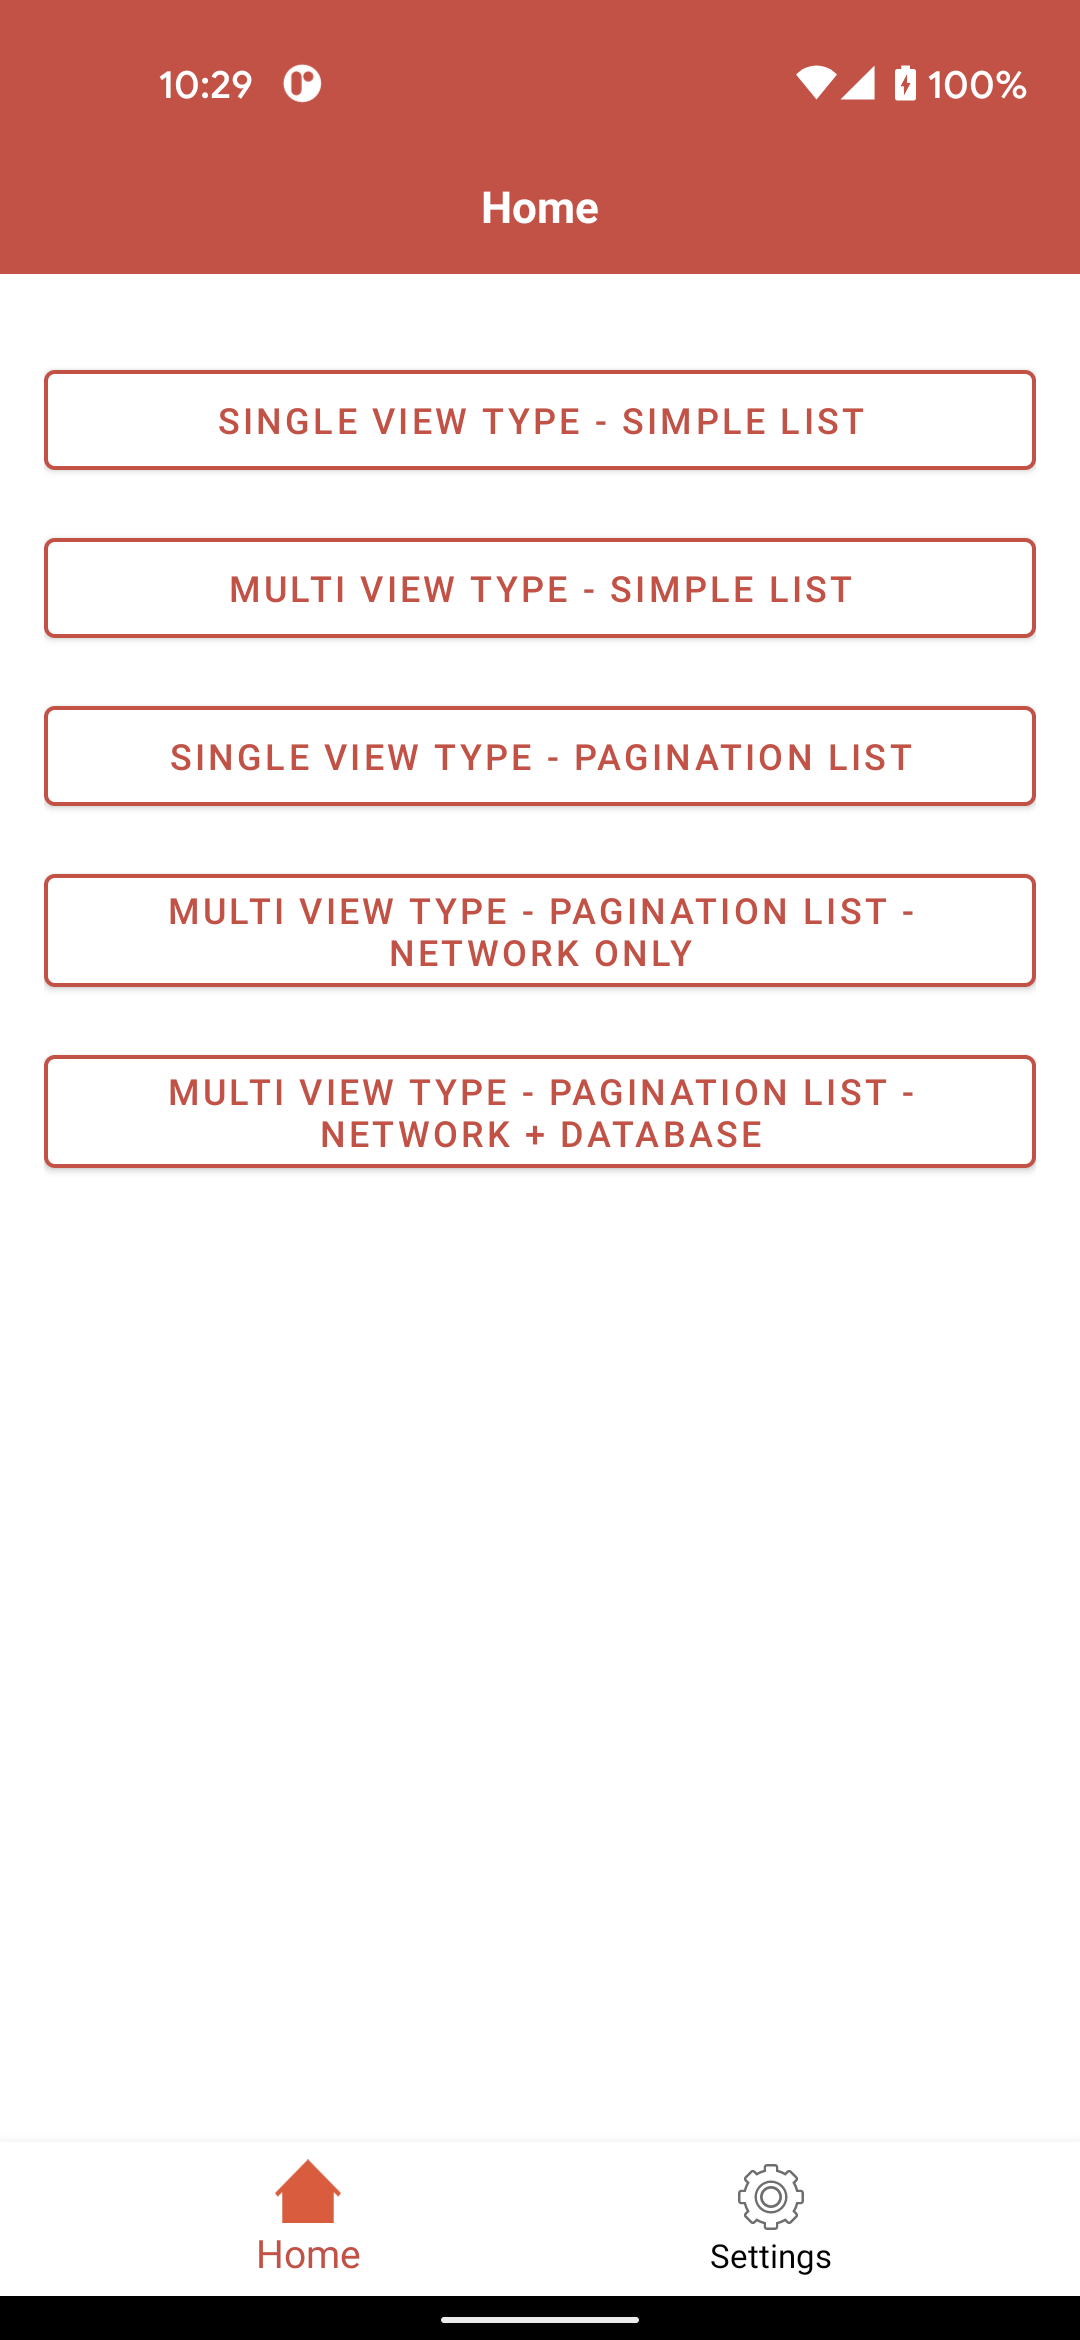 10:29 100%
Home
SINGLE VIEW TYPE - SIMPLE LIST
MULTI VIEW TYPE - SIMPLE LIST
SINGLE VIEW TYPE - PAGINATION LIST
MULTI VIEW TYPE - PAGINATION LIST -
NETWORK ONLY
MULTI VIEW TYPE - PAGINATION LIST -
NETWORK + DATABASE
Home Settings